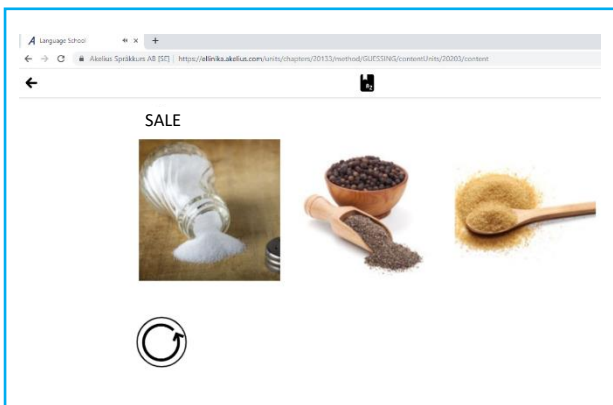 Language School
Akelius Språkkurs AB [SE] | https://ellinika.akelius.com/units/chapters/20133/method/GUESSING/contentUnits/20203/content
SALE